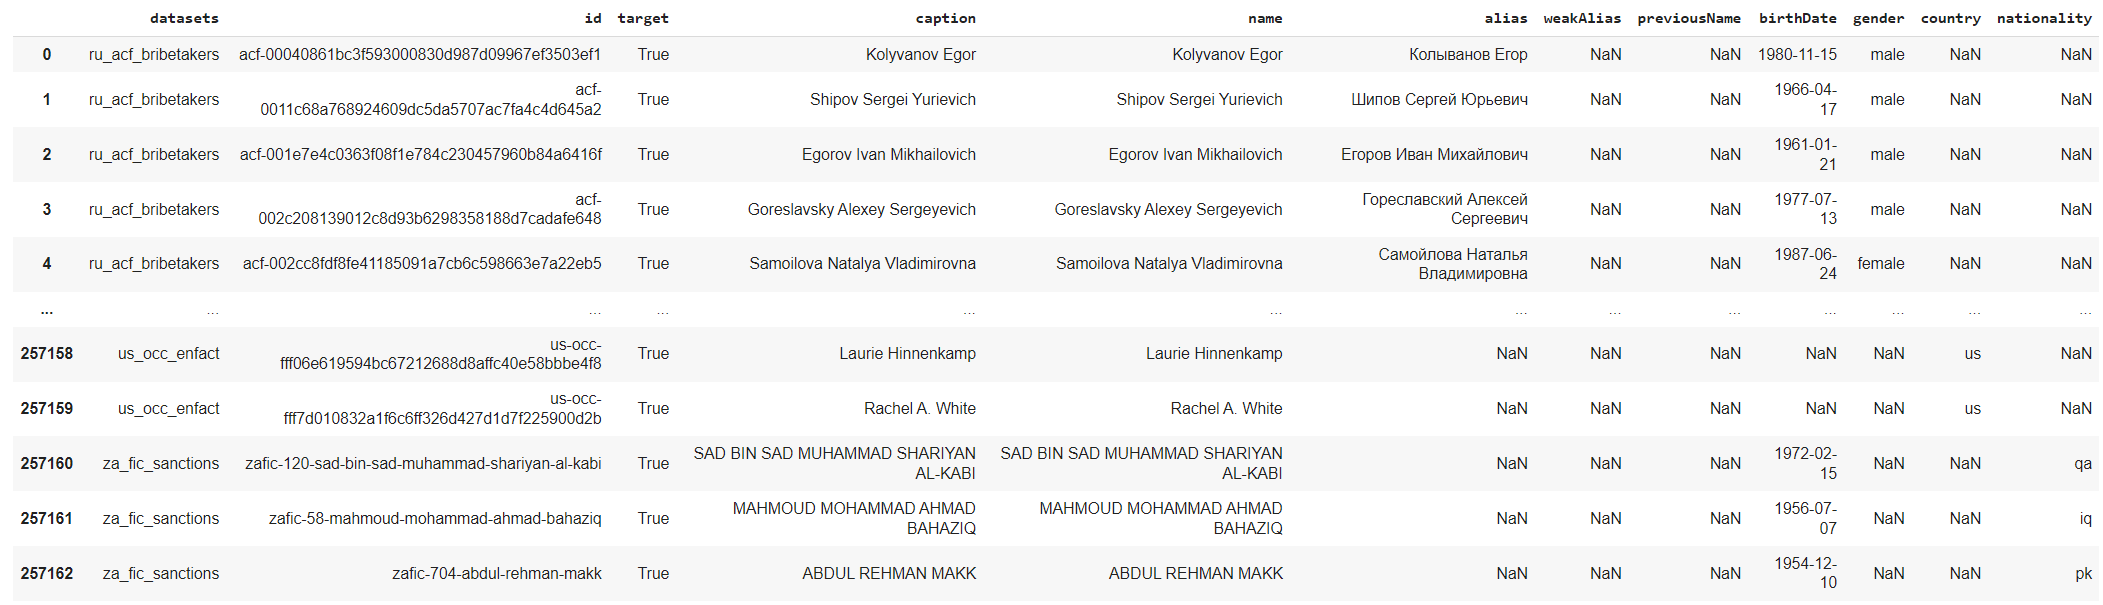 datasets id target caption name alias weakAlias previousName birthDate gender country nationality
0 ru_acf_bribetakers acf-00040861bc3f593000830d987d09967ef3503ef1 True Kolyvanov Egor Kolyvanov Egor Колыванов Егор NaN NaN 1980-11-15 male NaN NaN
acf- 1966-04-
1 ru_acf_bribetakers True Shipov Sergei Yurievich Shipov Sergei Yurievich Шипов Сергей Юрьевич NaN NaN male NaN NaN
0011c68a768924609dc5da5707ac7fa4c4d645a2 17
1961-01-
2 ru_acf_bribetakers acf-001e7e4c0363f08f1e784c230457960b84a6416f True Egorov Ivan Mikhailovich Egorov Ivan Mikhailovich Егоров Иван Михайлович NaN NaN male NaN NaN
21
acf- Гореславский Алексей 1977-07-
3 ru_acf_bribetakers True Goreslavsky Alexey Sergeyevich Goreslavsky Alexey Sergeyevich NaN NaN male NaN NaN
002c208139012c8d93b6298358188d7cadafe648 Сергеевич 13
Самойлова Наталья 1987-06-
4 ru_acf_bribetakers acf-002cc8fdf8fe41185091a7cb6c598663e7a22eb5 True Samoilova Natalya Vladimirovna Samoilova Natalya Vladimirovna NaN NaN female NaN NaN
Владимировна 24
... ... ... ... ... ... ... ... ... ... ... ... ...
us-occ-
257158 us_occ_enfact True Laurie Hinnenkamp Laurie Hinnenkamp NaN NaN NaN NaN NaN us NaN
fff06e619594bc67212688d8affc40e58bbbe4f8
us-occ-
257159 us_occ_enfact True Rachel A. White Rachel A. White NaN NaN NaN NaN NaN us NaN
fff7d010832a1f6c6ff326d427d1d7f225900d2b
SAD BIN SAD MUHAMMAD SHARIYAN SAD BIN SAD MUHAMMAD SHARIYAN 1972-02-
257160 za_fic_sanctions zafic-120-sad-bin-sad-muhammad-shariyan-al-kabi True NaN NaN NaN NaN NaN qa
AL-KABI AL-KABI 15
MAHMOUD MOHAMMAD AHMAD MAHMOUD MOHAMMAD AHMAD 1956-07-
257161 za_fic_sanctions zafic-58-mahmoud-mohammad-ahmad-bahaziq True NaN NaN NaN NaN NaN iq
BAHAZIQ BAHAZIQ 07
1954-12-
257162 za_fic_sanctions zafic-704-abdul-rehman-makk True ABDUL REHMAN MAKK ABDUL REHMAN MAKK NaN NaN NaN NaN NaN pk
10